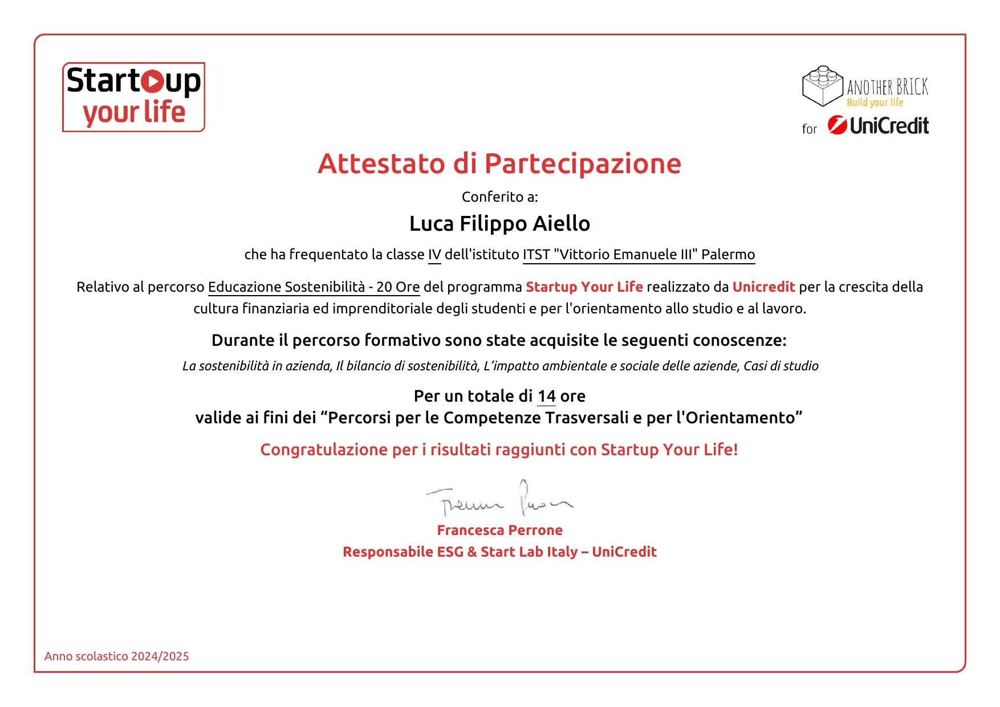 Startup
your life
ANOTHER BRICK
Build your life
for UniCredit
Attestato di Partecipazione
Conferito a:
Luca Filippo Aiello
che ha frequentato la classe IV dell'istituto ITST "Vittorio Emanuele III" Palermo
Relativo al percorso Educazione Sostenibilità - 20 Ore del programma Startup Your Life realizzato da Unicredit per la crescita della
cultura finanziaria ed imprenditoriale degli studenti e per l'orientamento allo studio e al lavoro.
Durante il percorso formativo sono state acquisite le seguenti conoscenze:
La sostenibilità in azienda, Il bilancio di sostenibilità, L’impatto ambientale e sociale delle aziende, Casi di studio
Per un totale di 14 ore
valide ai fini dei “Percorsi per le Competenze Trasversali e per l'Orientamento”
Congratulazione per i risultati raggiunti con Startup Your Life!
Francesca Perrone
Responsabile ESG & Start Lab Italy – UniCredit
Anno scolastico 2024/2025